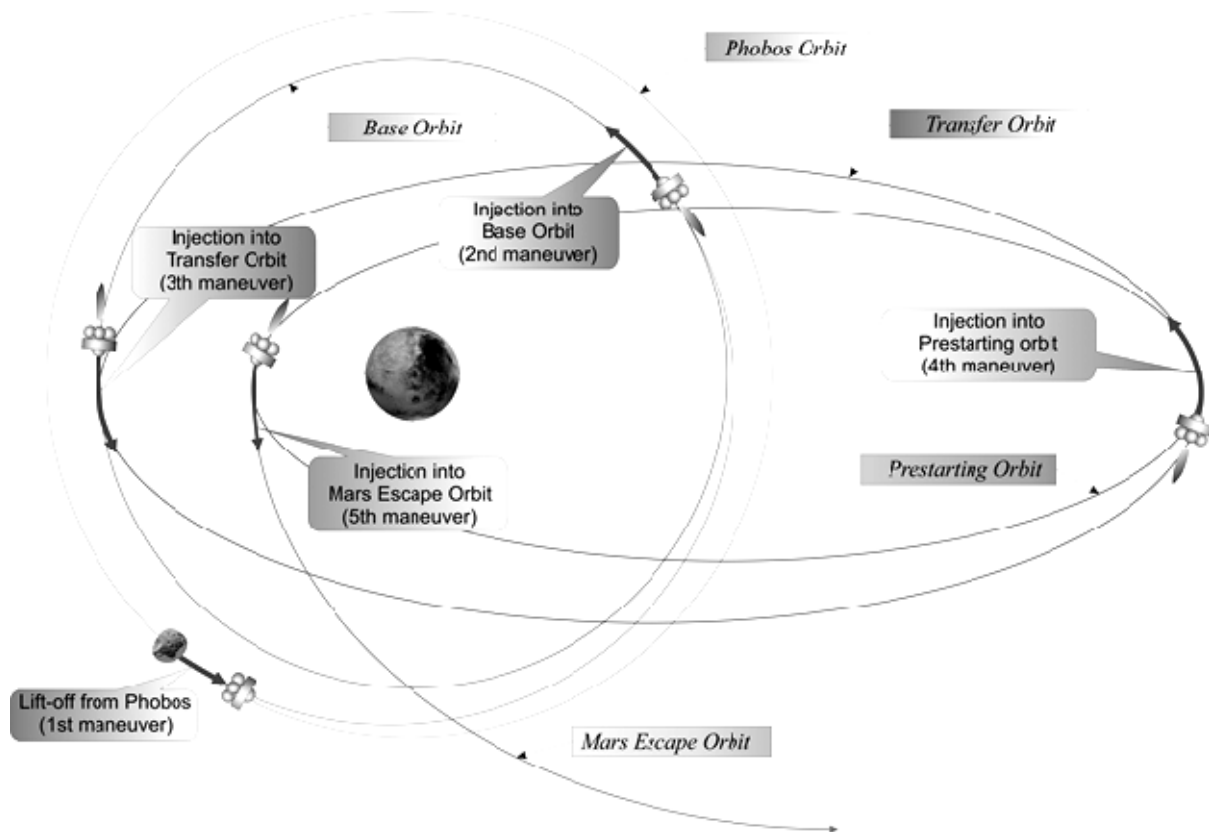 Phobos Orbit
Base Orbit
Transfer Orbit
Injection into
Transfer Orbit
(3th maneuver)
Injection into
Base Orbit
(2nd maneuver)
Injection into
Prestarting orbit
(4th maneuver)
Injection into
Mars Escape Orbit
(5th maneuver)
Prestarting Orbit
Lift-off from Phobos
(1st maneuver)
Mars Escape Orbit